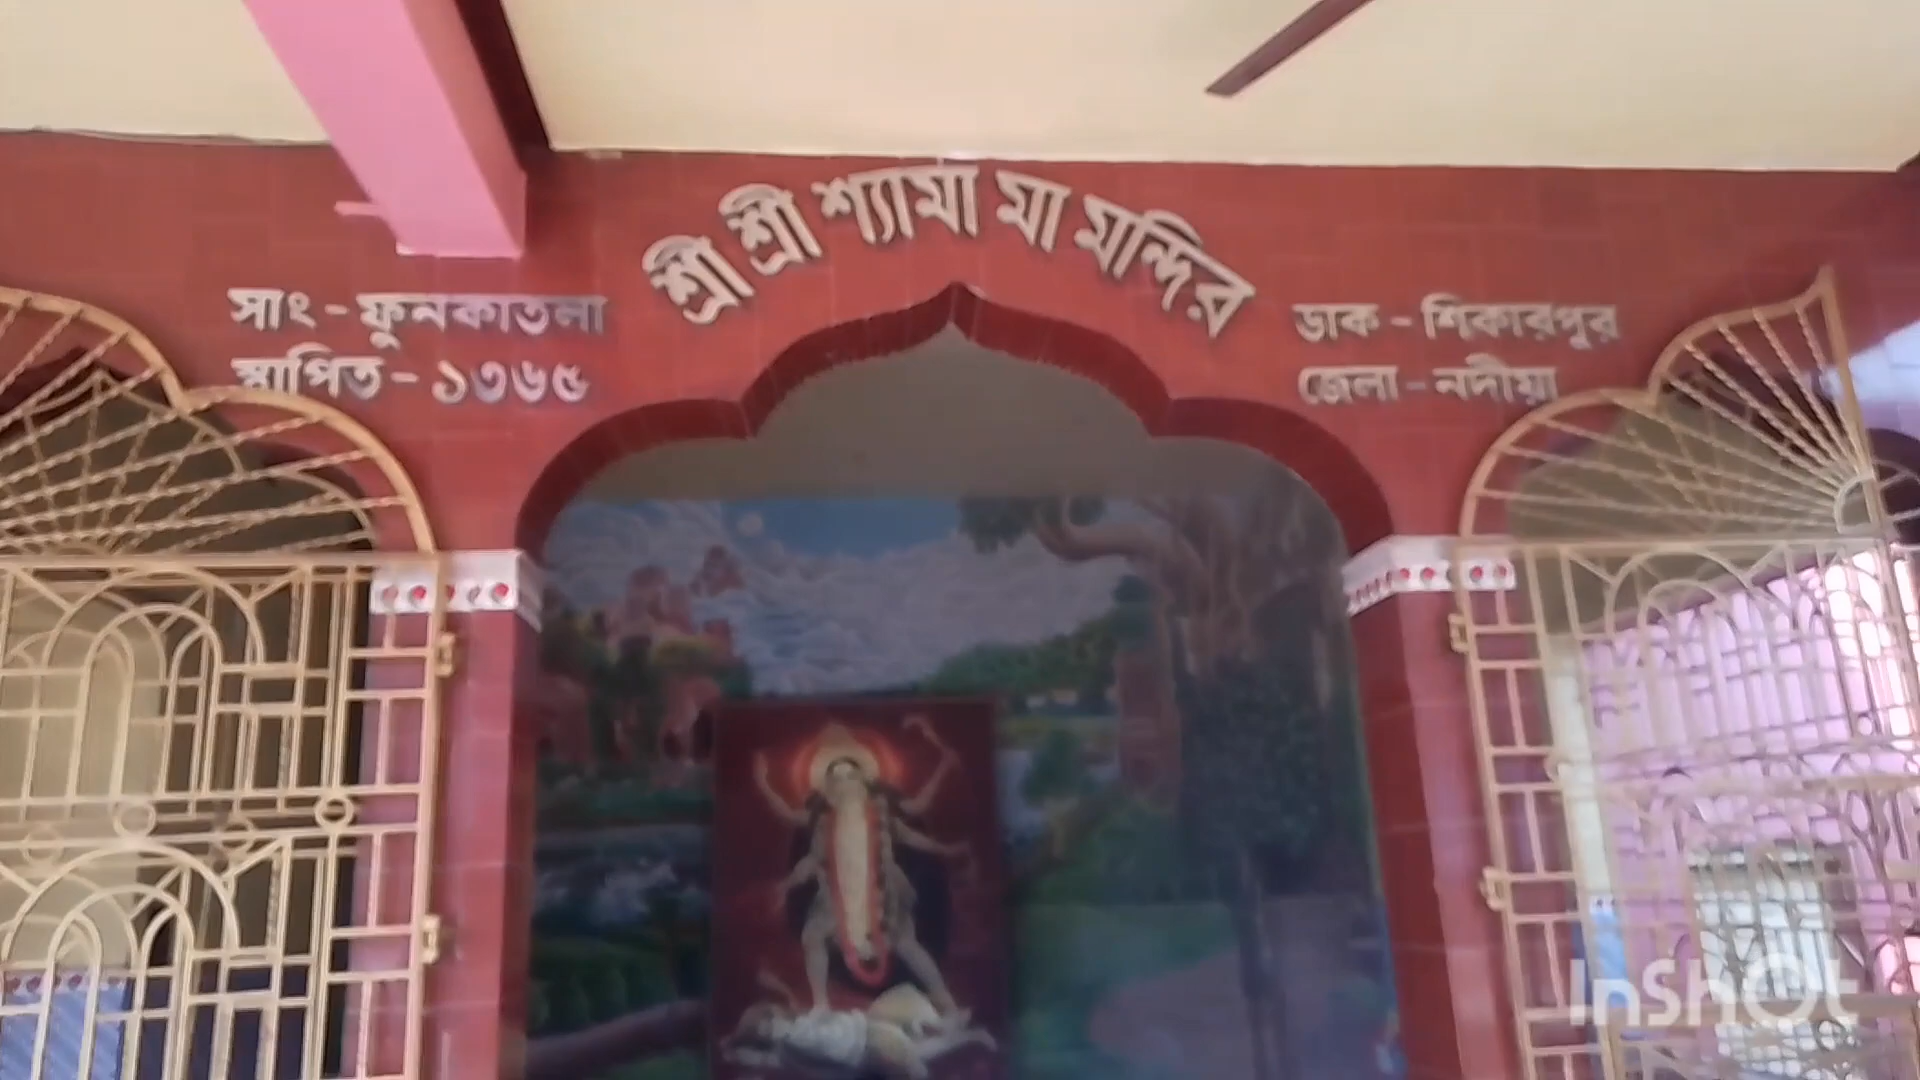 শ্রী শ্রী শ্যামা মা মন্দির
সাং - ফুনকাতলা
স্থাপিত - ১৩৬৫
ডাক - শিকারপুর
জেলা - নদীয়া
InShOt